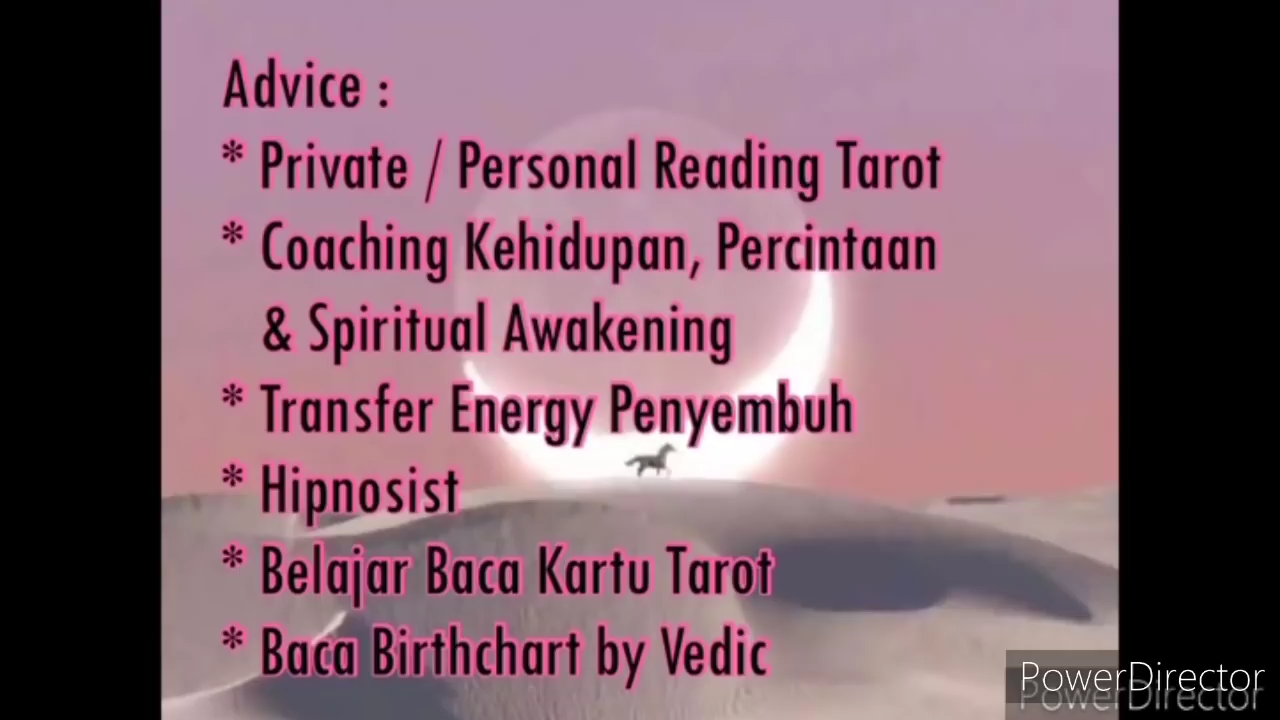 Advice :
* Private / Personal Reading Tarot
* Coaching Kehidupan, Percintaan
& Spiritual Awakening
* Transfer Energy Penyembuh
* Hipnosist
* Belajar Baca Kartu Tarot
* Baca Birthchart by Vedic
PowerDirector
PowerDirector